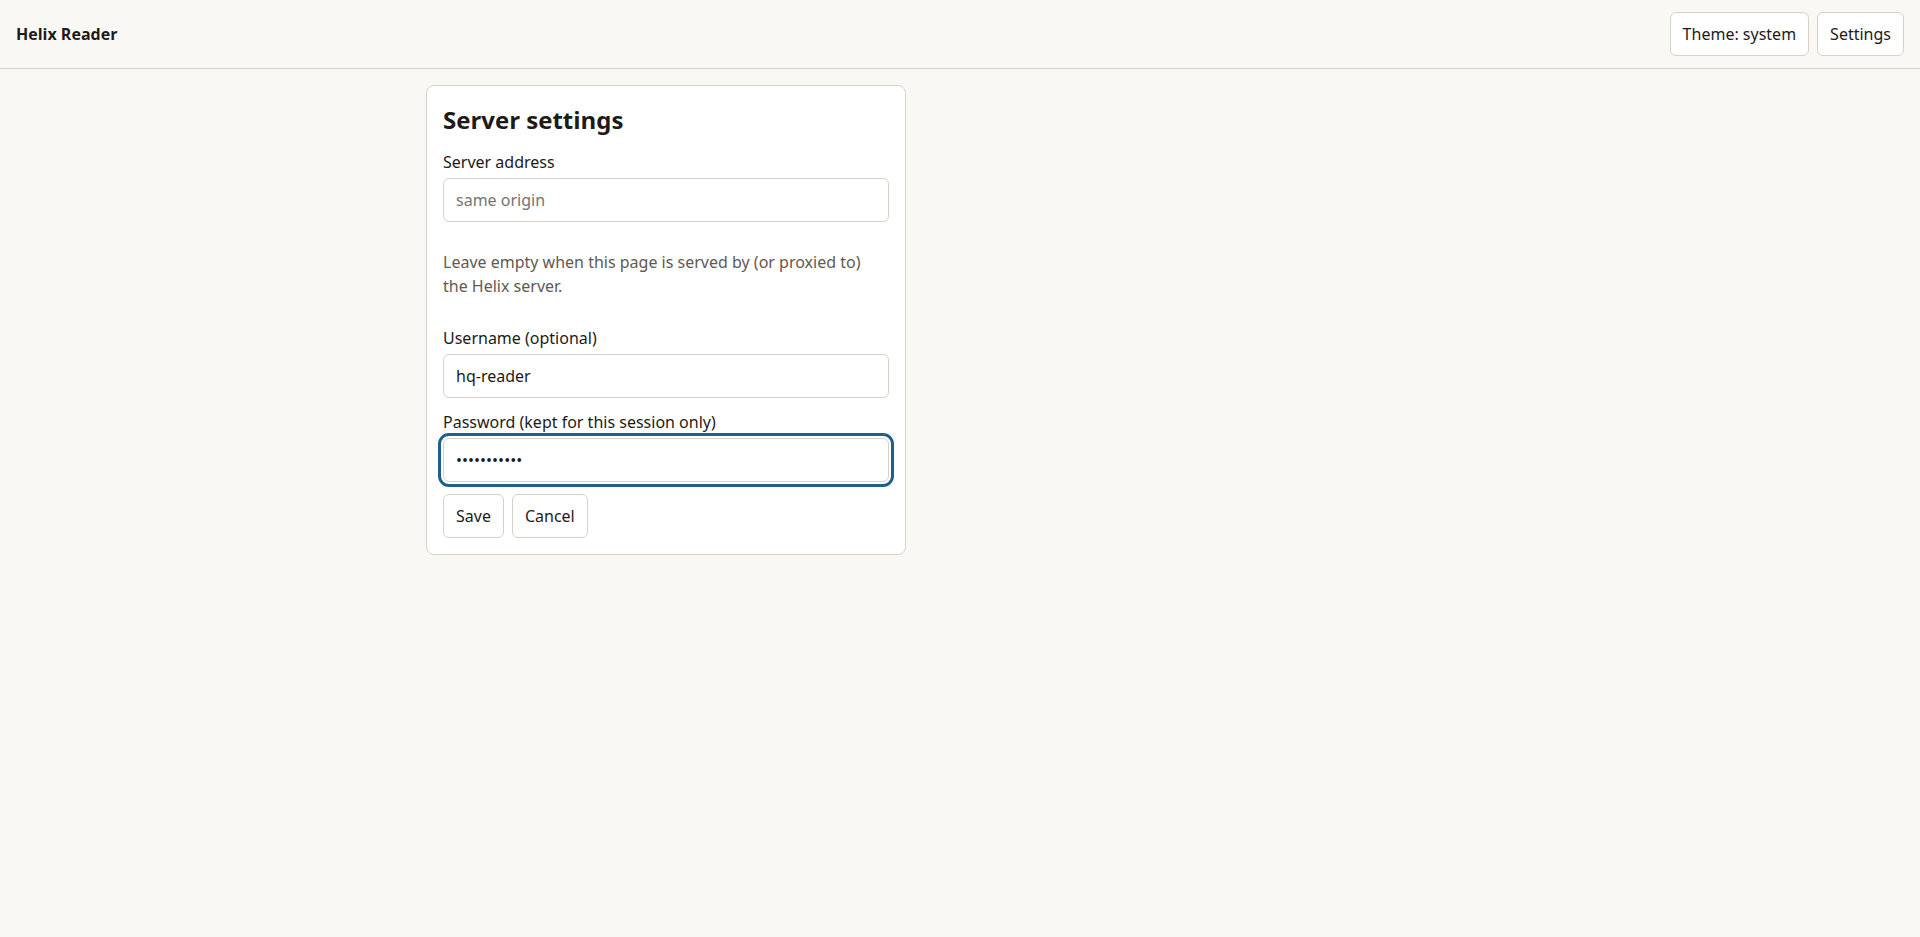 Helix Reader
Theme: system
Settings
Server settings
Server address
same origin
Leave empty when this page is served by (or proxied to)
the Helix server.
Username (optional)
hq-reader
Password (kept for this session only)
•••••••••••
Save
Cancel